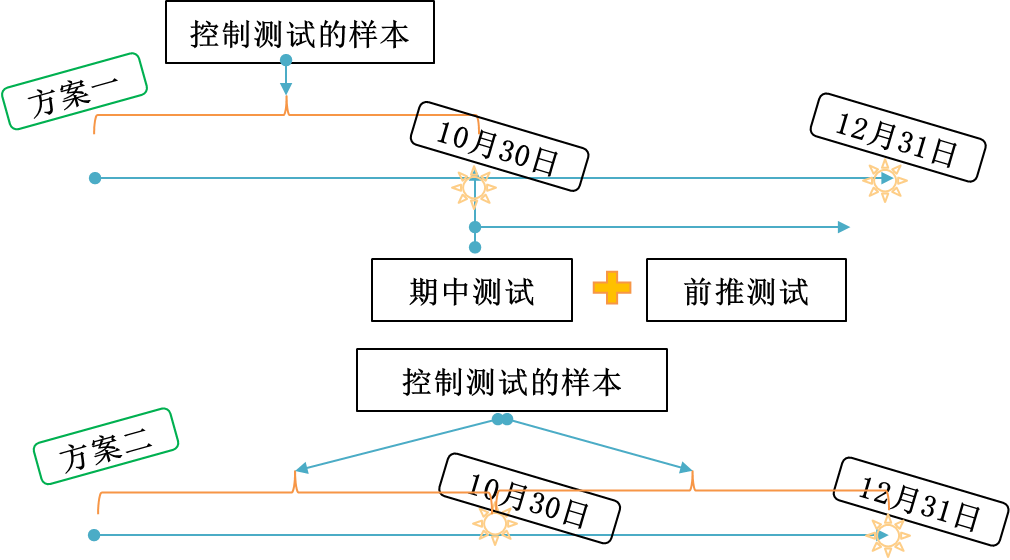 控制测试的样本
方案一
10月30日
12月31日
期中测试
前推测试
控制测试的样本
方案二
10月30日
12月31日